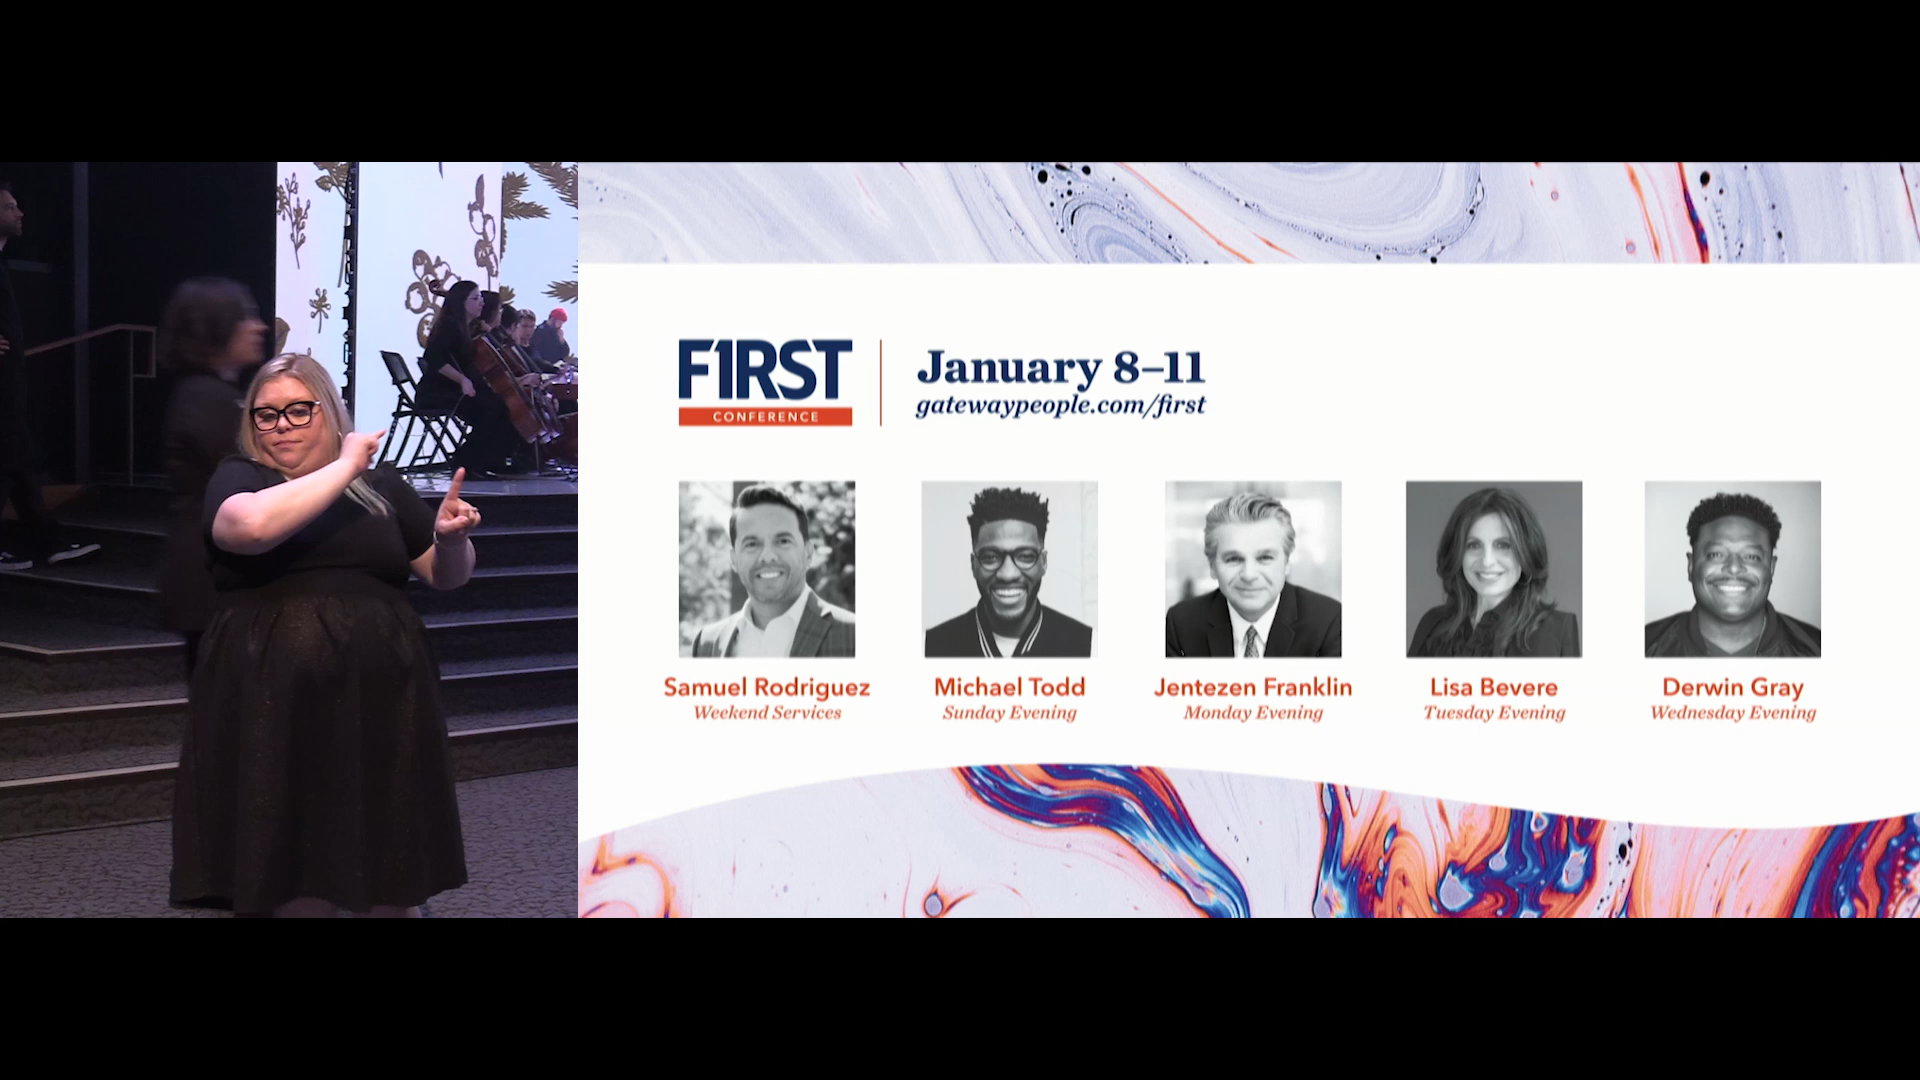 F1RST
CONFERENCE
January 8–11
gatewaypeople.com/first
Samuel Rodriguez
Weekend Services
Michael Todd
Sunday Evening
Jentezen Franklin
Monday Evening
Lisa Bevere
Tuesday Evening
Derwin Gray
Wednesday Evening